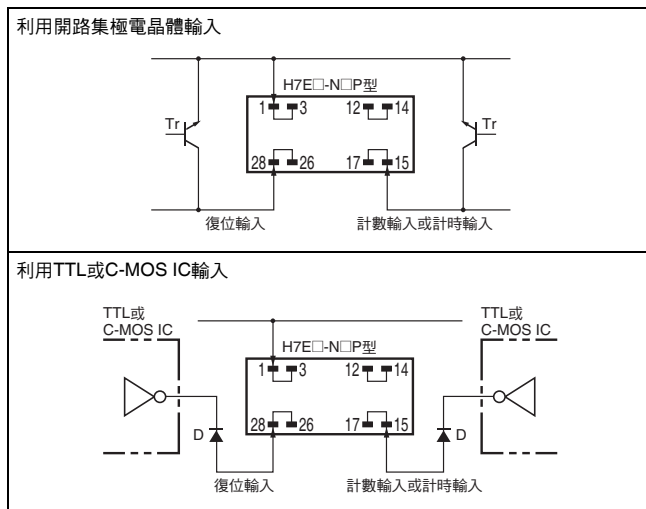 利用開路集極電晶體輸入
H7E□-N□P型
1 3 12 14
Tr Tr
28 26 17 15
復位輸入 計數輸入或計時輸入
利用TTL或C-MOS IC輸入
TTL或 TTL或
C-MOS IC C-MOS IC
H7E□-N□P型
1 3 12 14
28 26 17 15
D D
復位輸入 計數輸入或計時輸入